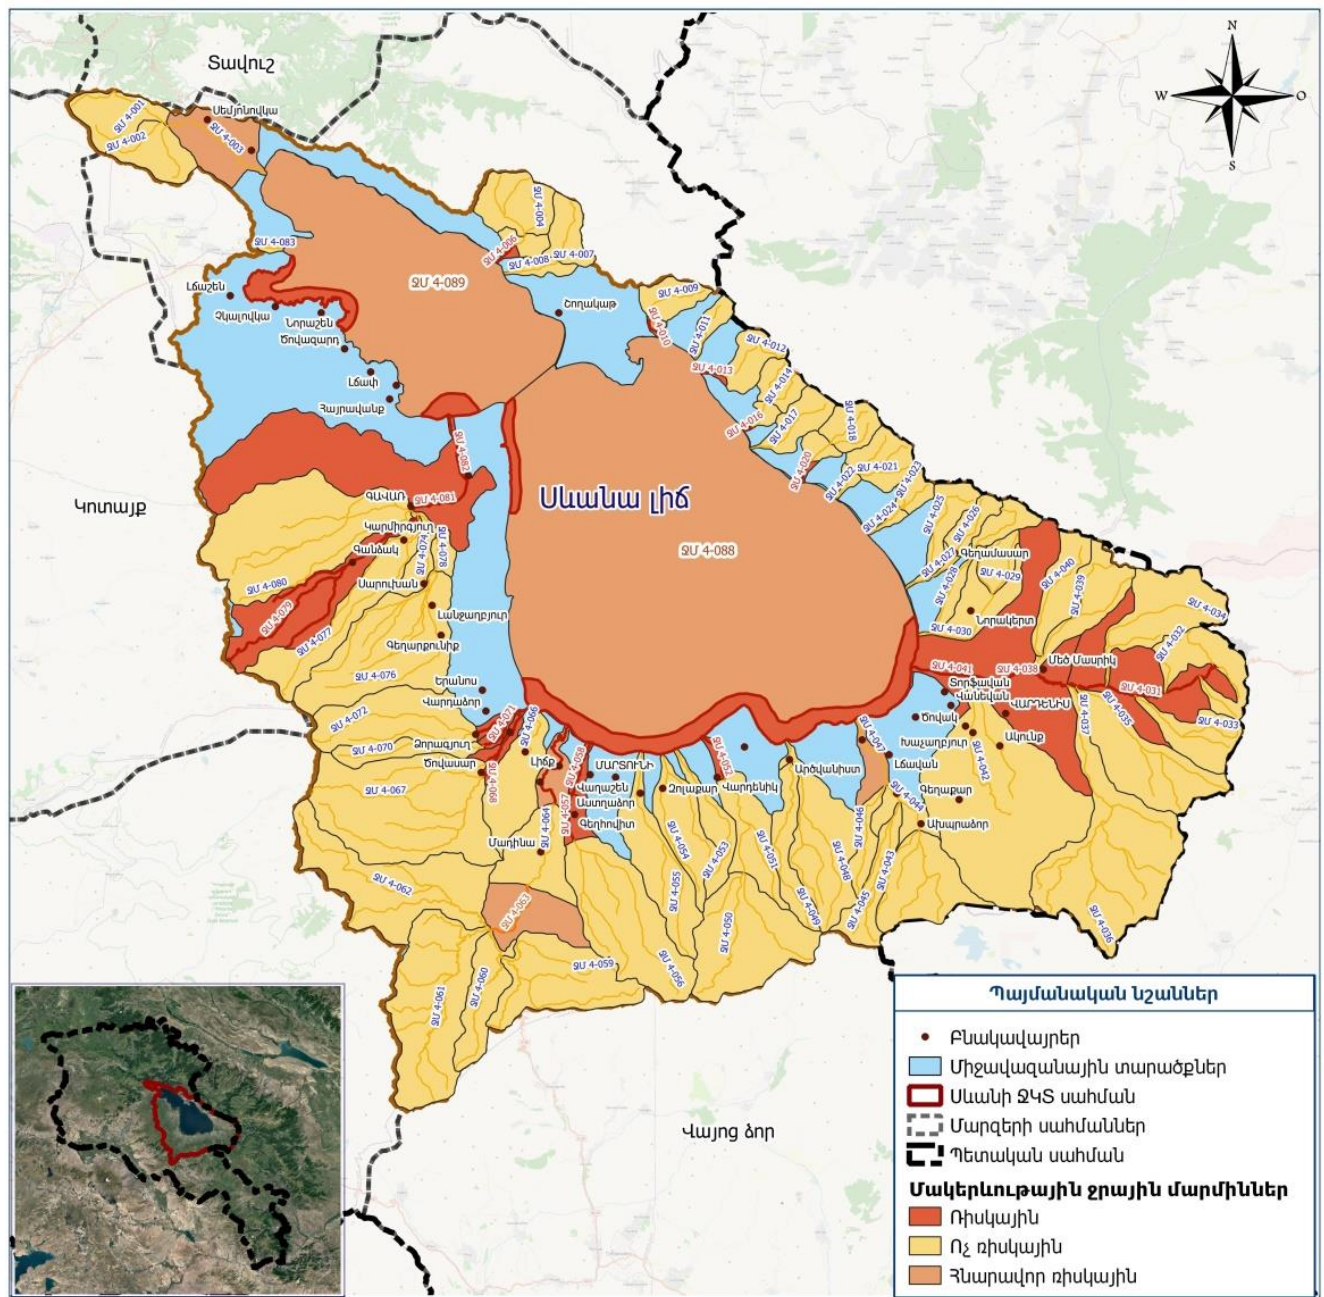 Տավուշ
N
W
O
S
ՋՄ 4-001
ՋՄ 4-002
Սեմյոնովկա
ՋՄ 4-003
ՋՄ 4-004
ՋՄ 4-083
ՋՄ 4-006
ՋՄ 4-008
ՋՄ 4-007
ՋՄ 4-089
Լճաշեն
Չկալովկա
Նորաշեն
Ծովազարդ
Շողակաթ
ՋՄ 4-009
ՋՄ 4-010
ՋՄ 4-011
ՋՄ 4-012
ՋՄ 4-013
ՋՄ 4-014
Լճափ
Հայրավանք
ՋՄ 4-016
ՋՄ 4-017
ՋՄ 4-018
ՋՄ 4-082
ՋՄ 4-020
ՋՄ 4-021
ՋՄ 4-022
ՋՄ 4-023
ՋՄ 4-024
ՋՄ 4-025
ՋՄ 4-026
Կոտայք
ԳԱՎԱՌ
ՋՄ 4-081
Սևանա լիճ
Կարմիրգյուղ
Գանձակ
ՋՄ 4-074
ՋՄ 4-078
ՋՄ 4-088
ՋՄ 4-027
Գեղամասար
ՋՄ 4-028
ՋՄ 4-029
ՋՄ 4-040
ՋՄ 4-039
ՋՄ 4-080
Սարուխան
ՋՄ 4-079
ՋՄ 4-077
Լանջաղբյուր
Գեղարքունիք
Նորակերտ
ՋՄ 4-030
ՋՄ 4-034
ՋՄ 4-032
ՋՄ 4-076
ՋՄ 4-041
ՋՄ 4-038
Մեծ Մասրիկ
ՋՄ 4-031
Երանոս
Վարդաձոր
Տորֆավան
Վանեվան
ՎԱՐԴԵՆԻՍ
ՋՄ 4-072
ՋՄ 4-071
ՋՄ 4-066
Ծովակ
ՋՄ 4-037
ՋՄ 4-035
ՋՄ 4-033
ՋՄ 4-070
Ձորագյուղ
Ծովասար
Լիճք
ՋՄ 4-058
ՄԱՐՏՈՒՆԻ
ՋՄ 4-052
ՋՄ 4-047
Խաչաղբյուր
Ակունք
Լճավան
ՋՄ 4-042
Արծվանիստ
ՋՄ 4-067
ՋՄ 4-068
Վաղաշեն
Աստղաձոր
Գեղհովիտ
Զոլաքար
Վարդենիկ
ՋՄ 4-044
Գեղաքար
Ախպրաձոր
ՋՄ 4-057
ՋՄ 4-064
Մադինա
ՋՄ 4-054
ՋՄ 4-053
ՋՄ 4-051
ՋՄ 4-046
ՋՄ 4-043
ՋՄ 4-048
ՋՄ 4-062
ՋՄ 4-063
ՋՄ 4-055
ՋՄ 4-050
ՋՄ 4-049
ՋՄ 4-045
ՋՄ 4-036
ՋՄ 4-061
ՋՄ 4-060
ՋՄ 4-059
ՋՄ 4-056
Վայոց ձոր
Պայմանական նշաններ
Բնակավայրեր
Միջավազանային տարածքներ
Սևանի ՋԿՏ սահման
Մարզերի սահմաններ
Պետական սահման
Մակերևութային ջրային մարմիններ
Ռիսկային
Ոչ ռիսկային
Հնարավոր ռիսկային